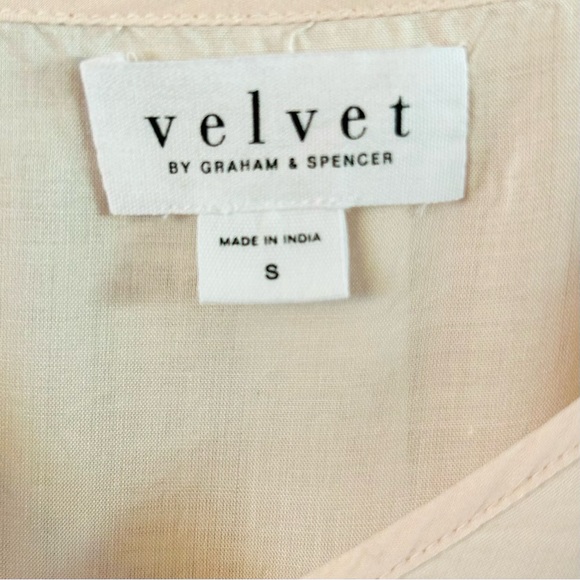 velvet
BY GRAHAM & SPENCER
MADE IN INDIA
S